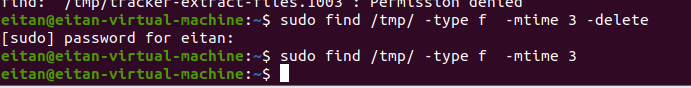 find: '/tmp/tracker-extract-files.1003': Permission denied
eitan@eitan-virtual-machine:~$ sudo find /tmp/ -type f  -mtime 3 -delete
[sudo] password for eitan:
eitan@eitan-virtual-machine:~$ sudo find /tmp/ -type f  -mtime 3
eitan@eitan-virtual-machine:~$